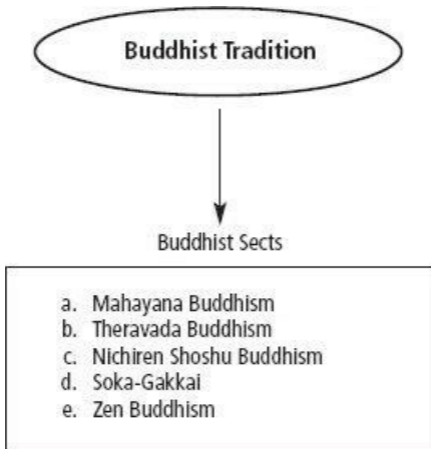 Buddhist Tradition
Buddhist Sects
a. Mahayana Buddhism
b. Theravada Buddhism
c. Nichiren Shoshu Buddhism
d. Soka-Gakkai
e. Zen Buddhism